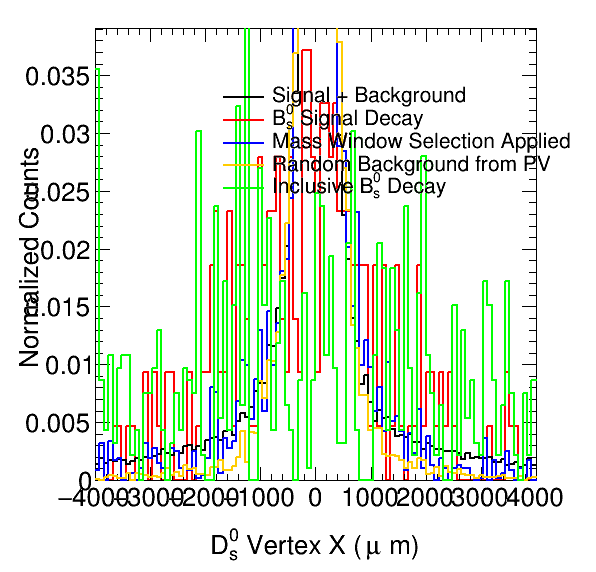 0.035
0.03
0.025
0.02
0.015
0.01
0.005
0
Normalized Counts
Signal + Background
B⁰ₛ Signal Decay
Mass Window Selection Applied
Random Background from PV
Inclusive B⁰ₛ Decay
−4000 −3000 −2000 −1000 0 1000 2000 3000 4000
D⁰ₛ Vertex X (μ m)